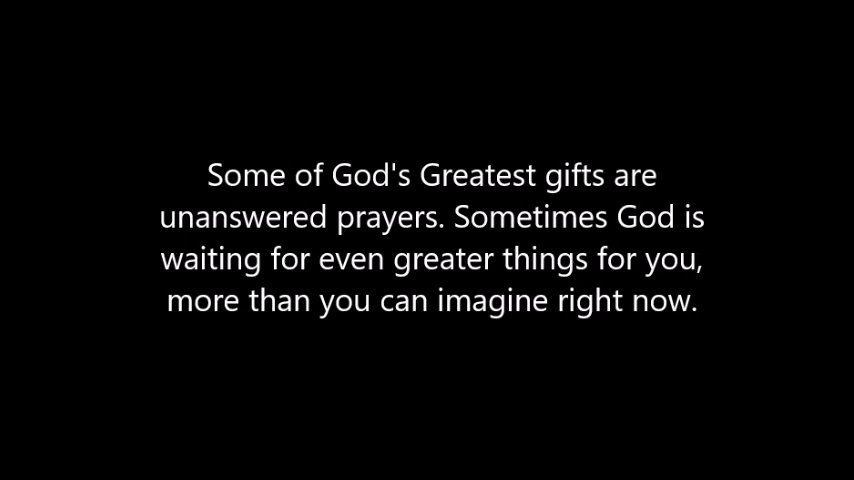 Some of God's Greatest gifts are
unanswered prayers. Sometimes God is
waiting for even greater things for you,
more than you can imagine right now.